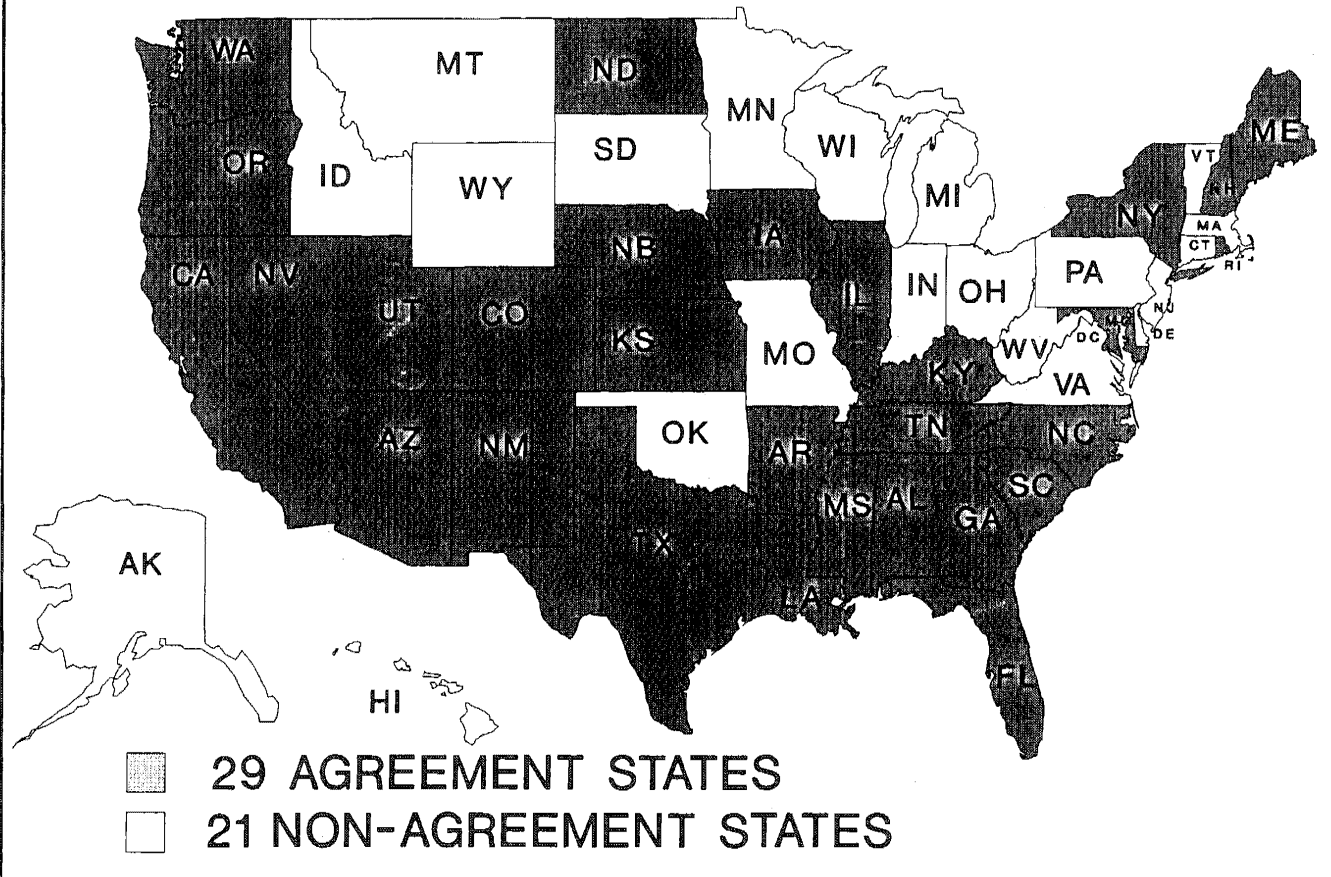 WA
MT
ND
MN
ME
OR
ID
SD
WI
VT
WY
MI
NH
NY
MA
CT
RI
CA
NV
NB
IA
PA
UT
CO
IL
IN
OH
NJ
KS
MO
WV
MD
DC
DE
KY
VA
AZ
NM
OK
AR
TN
NC
MS
AL
GA
SC
TX
AK
LA
FL
HI
29 AGREEMENT STATES
21 NON-AGREEMENT STATES